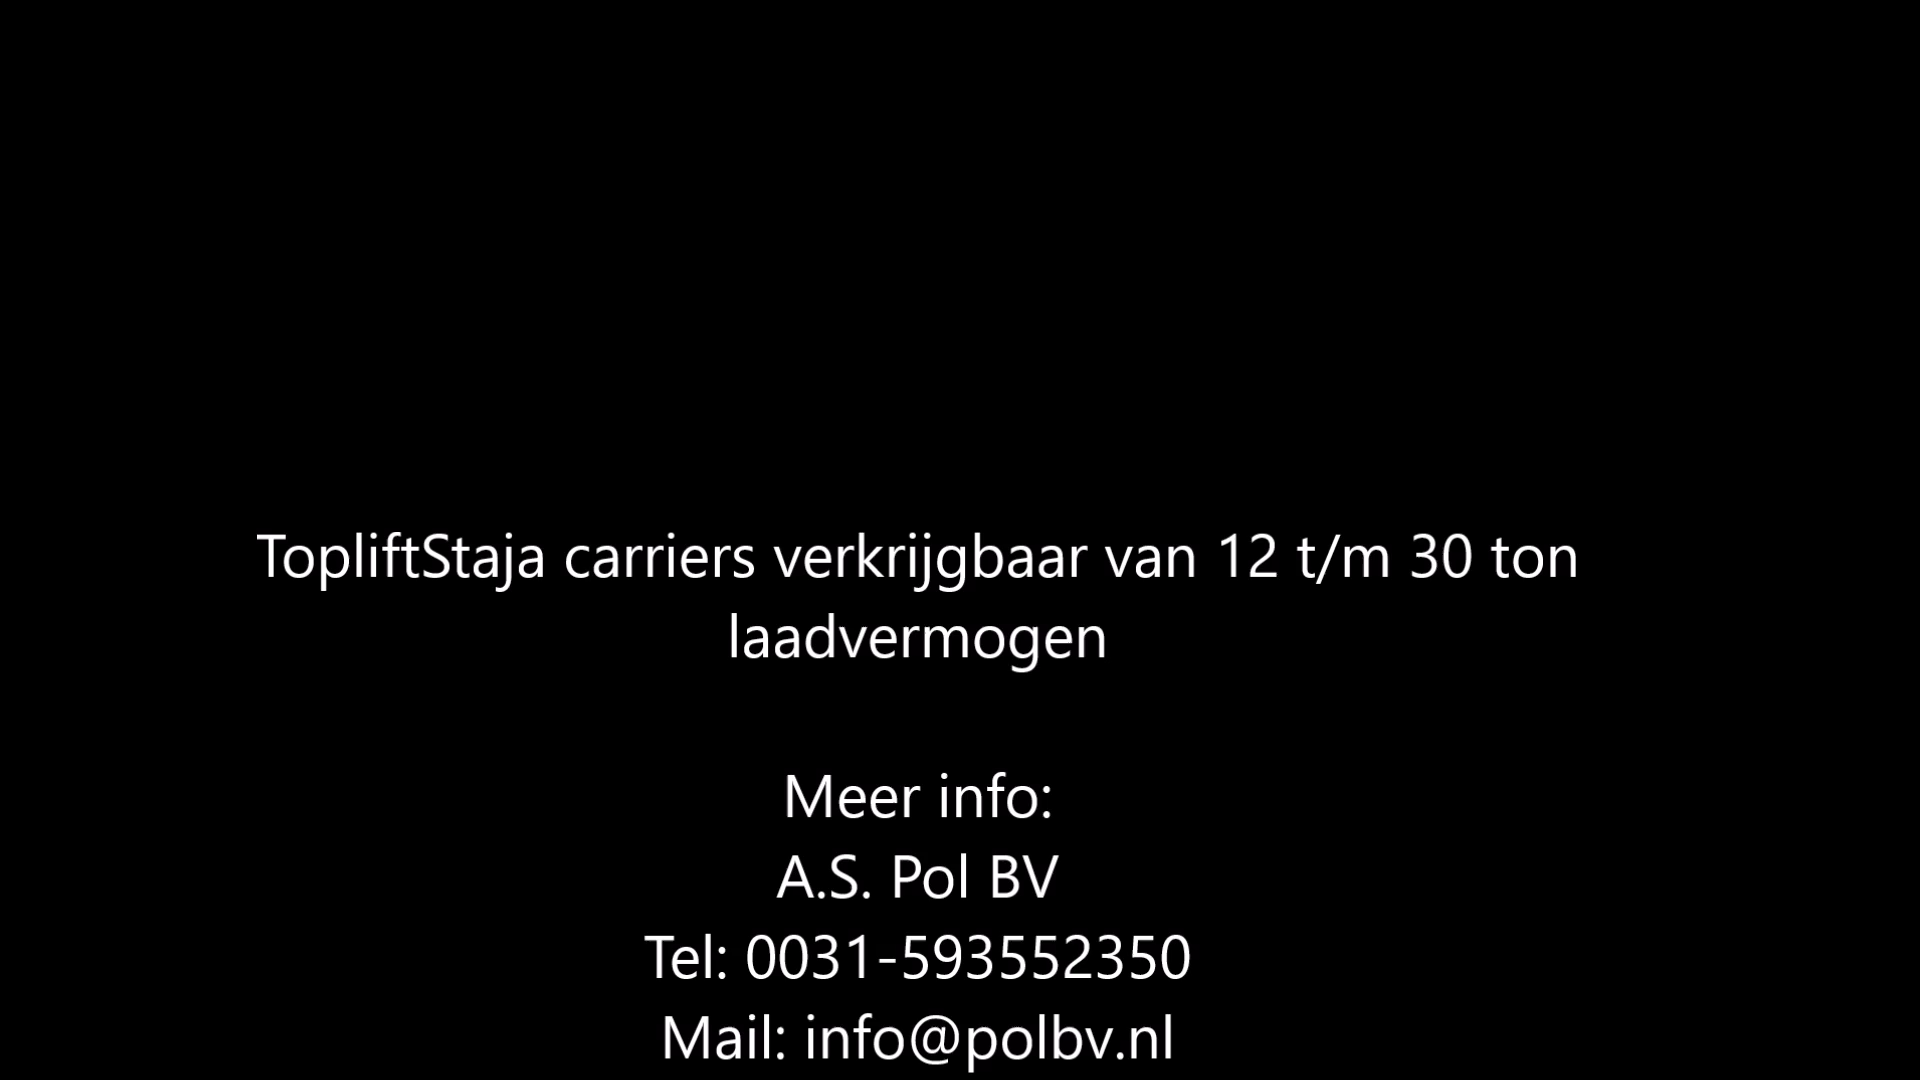 TopliftStaja carriers verkrijgbaar van 12 t/m 30 ton
laadvermogen
Meer info:
A.S. Pol BV
Tel: 0031-593552350
Mail: info@polbv.nl